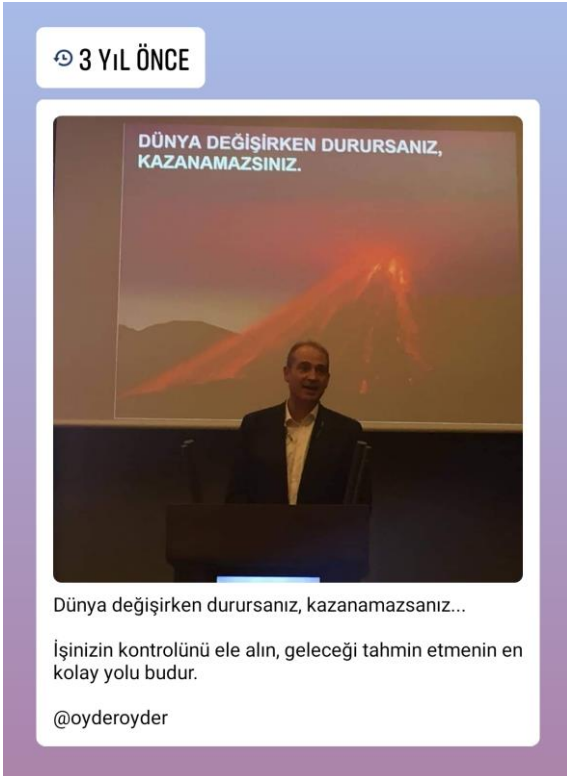 3 YIL ÖNCE
DÜNYA DEĞİŞİRKEN DURURSANIZ,
KAZANAMAZSINIZ.
Dünya değişirken durursanız, kazanamazsanız...
İşinizin kontrolünü ele alın, geleceği tahmin etmenin en
kolay yolu budur.
@oyderoyder